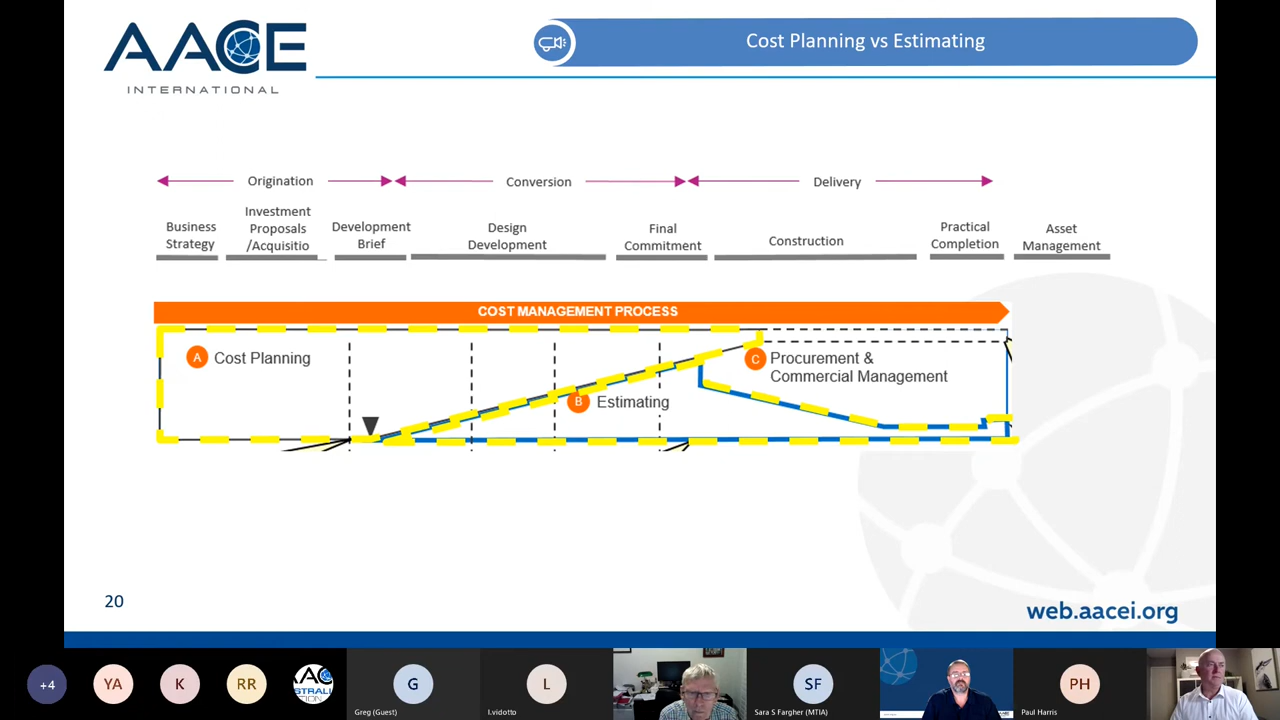 AACE
INTERNATIONAL
Cost Planning vs Estimating
Origination
Conversion
Delivery
Business
Strategy
Investment
Proposals
/Acquisitio
Development
Brief
Design
Development
Final
Commitment
Construction
Practical
Completion
Asset
Management
COST MANAGEMENT PROCESS
A Cost Planning
B Estimating
C Procurement &
Commercial Management
20
web.aacei.org
+4
YA
K
RR
G
Greg (Guest)
L
l.vidotto
SF
Sara S Fargher (MTIA)
PH
Paul Harris